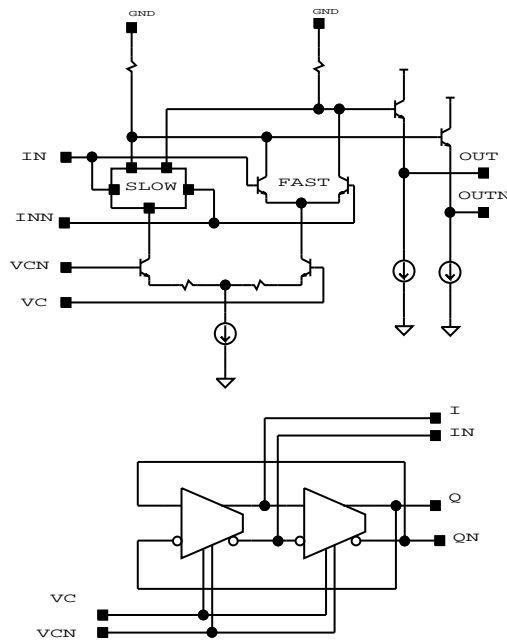 GND
GND
IN
OUT
SLOW
FAST
OUTN
INN
VCN
VC
I
IN
Q
QN
VC
VCN